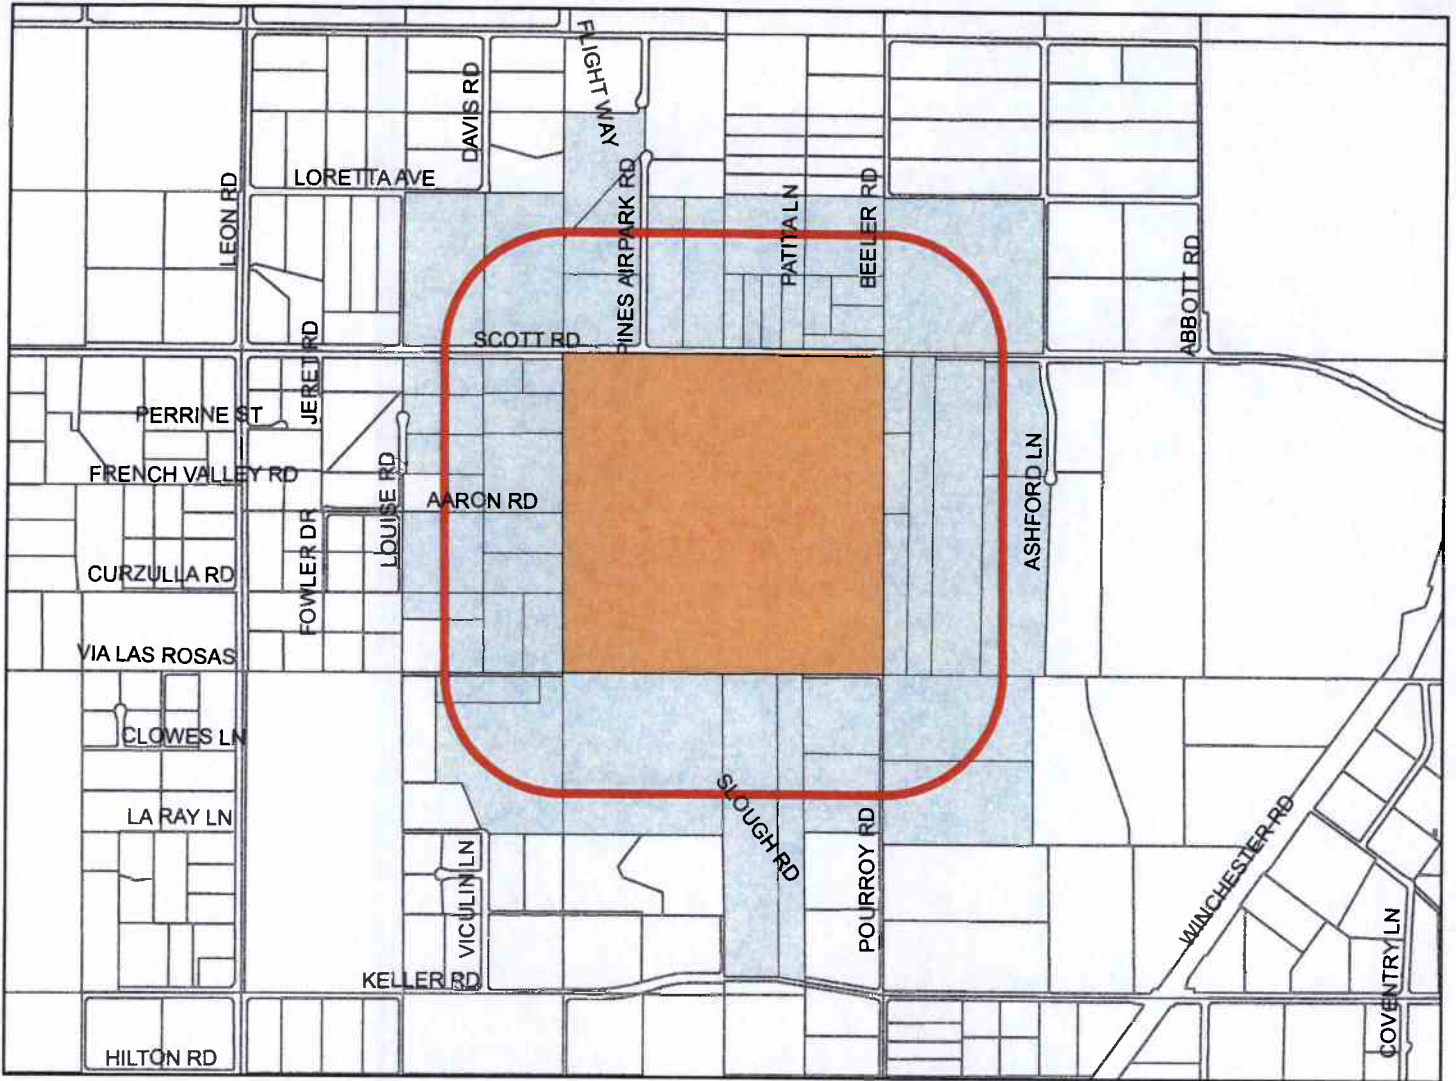 FLIGHT WAY
DAVIS RD
LORETTA AVE
LEON RD
PINES AIRPARK RD
PATITA LN
BEELER RD
ABBOTT RD
SCOTT RD
JERET RD
PERRINE ST
FRENCH VALLEY RD
LOUISE RD
AARON RD
ASHFORD LN
FOWLER DR
CURZULLA RD
VIA LAS ROSAS
CLOWES LN
LA RAY LN
SLOUGH RD
POURROY RD
WINCHESTER RD
VICULIN LN
COVENTRY LN
KELLER RD
HILTON RD